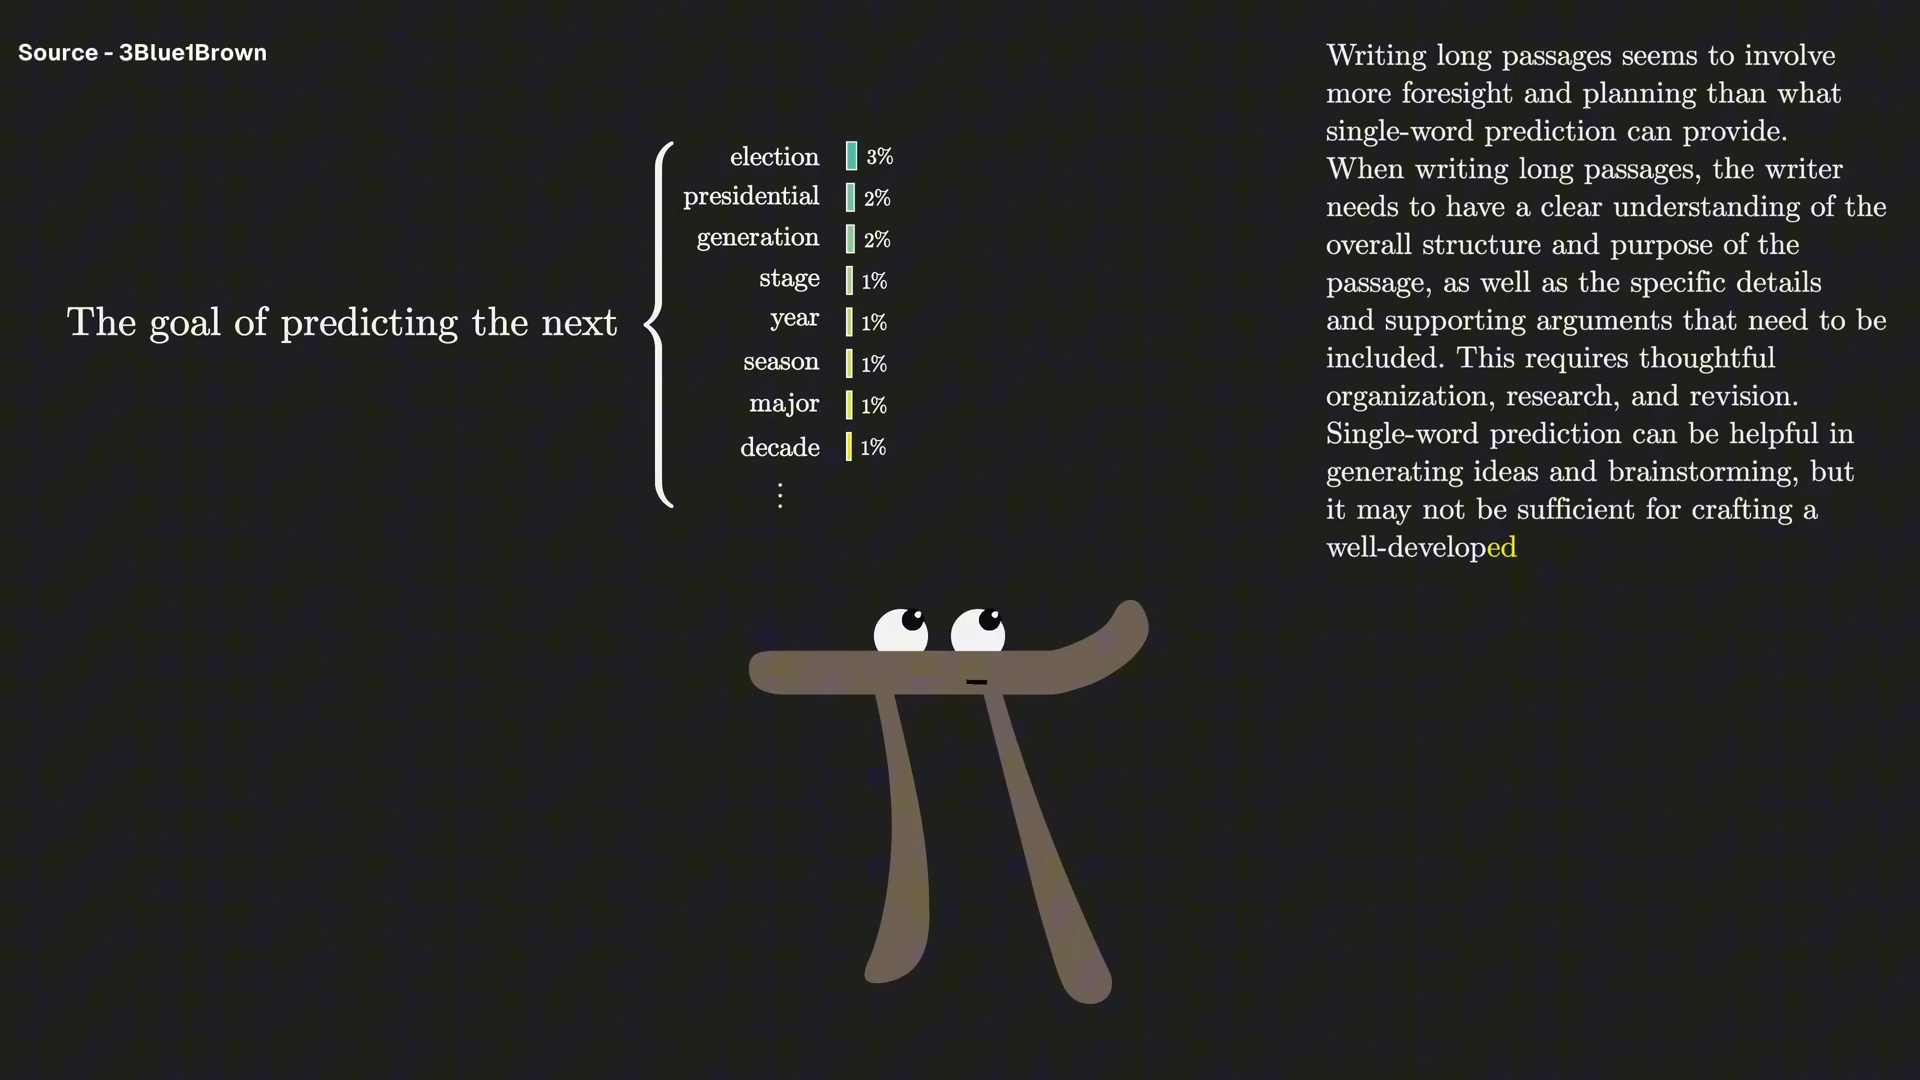 Source - 3Blue1Brown
The goal of predicting the next
election 3%
presidential 2%
generation 2%
stage 1%
year 1%
season 1%
major 1%
decade 1%
⋮
Writing long passages seems to involve
more foresight and planning than what
single-word prediction can provide.
When writing long passages, the writer
needs to have a clear understanding of the
overall structure and purpose of the
passage, as well as the specific details
and supporting arguments that need to be
included. This requires thoughtful
organization, research, and revision.
Single-word prediction can be helpful in
generating ideas and brainstorming, but
it may not be sufficient for crafting a
well-developed